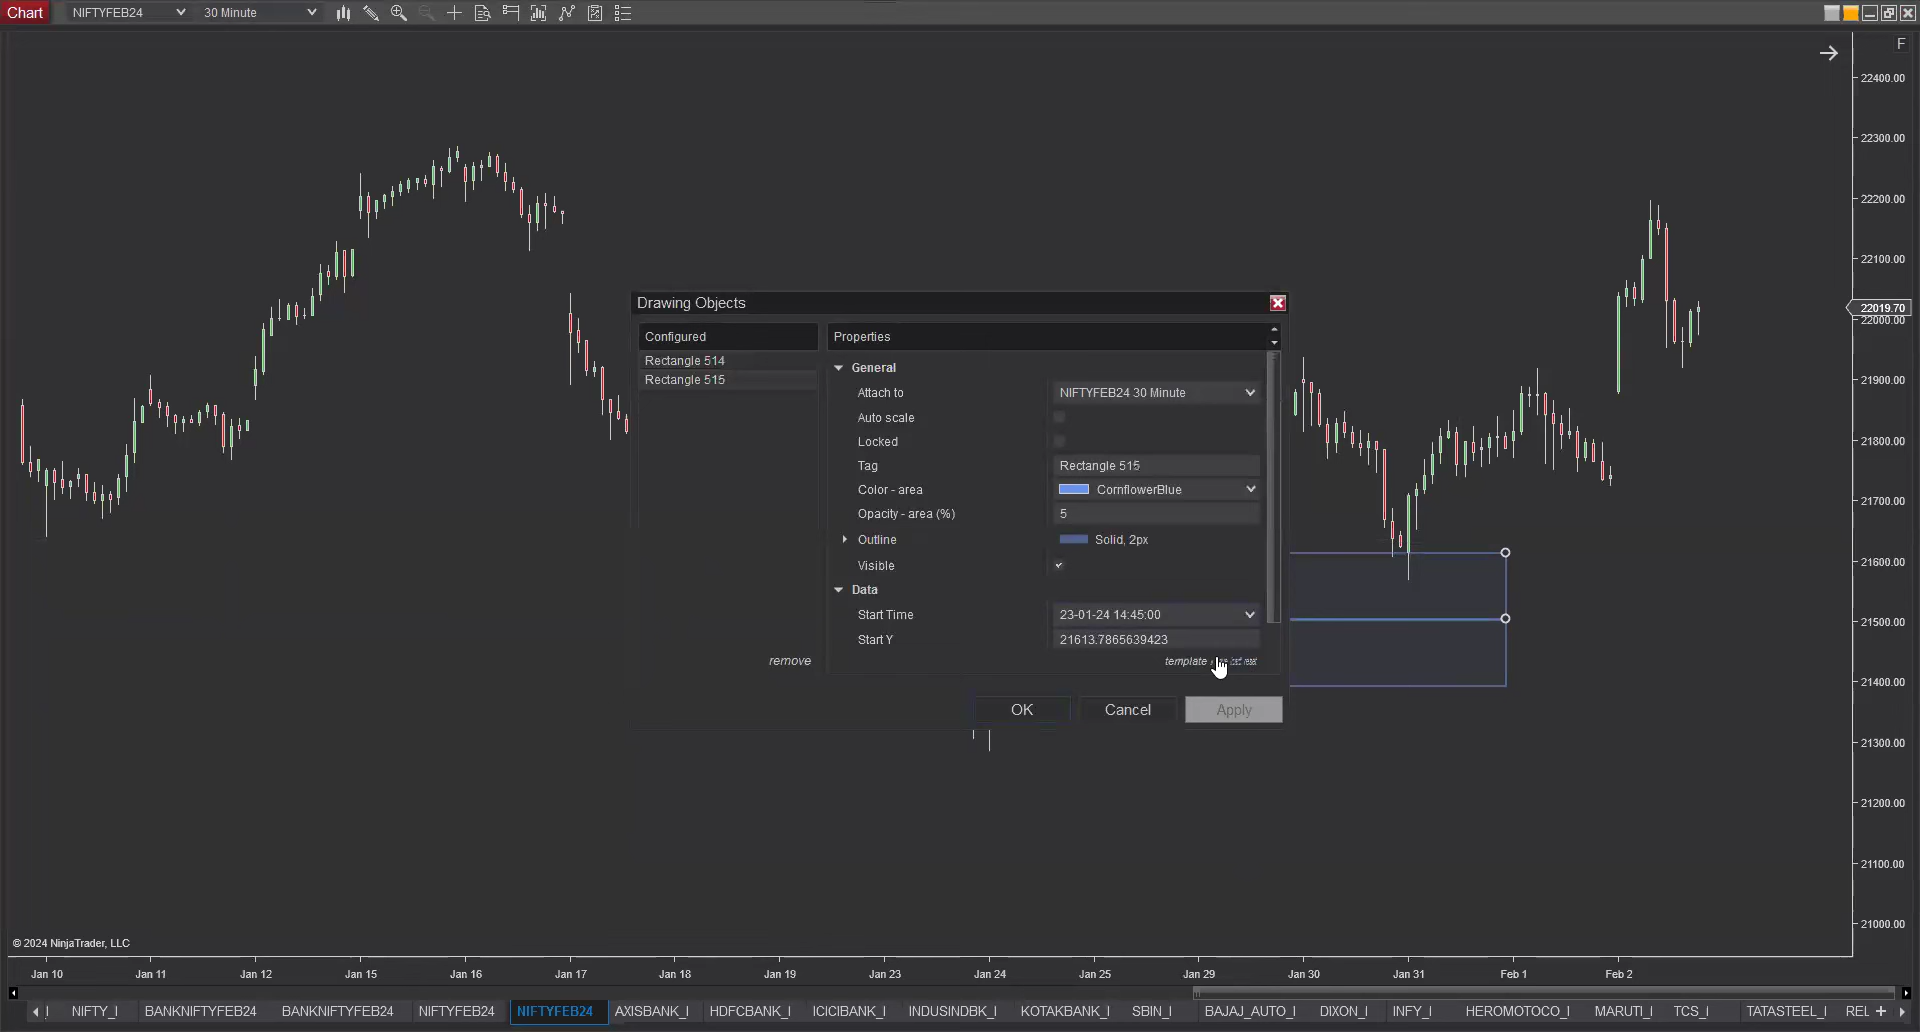 Chart NIFTYFEB24 30 Minute
F
22400.00
22300.00
22200.00
22100.00
22019.70
22000.00
21900.00
21800.00
21700.00
21600.00
21500.00
21400.00
21300.00
21200.00
21100.00
21000.00
Drawing Objects
Configured
Rectangle 514
Rectangle 515
remove
Properties
General
Attach to NIFTYFEB24 30 Minute
Auto scale
Locked
Tag Rectangle 515
Color - area CornflowerBlue
Opacity - area (%) 5
Outline Solid, 2px
Visible
Data
Start Time 23-01-24 14:45:00
Start Y 21613.7865639423
template
OK Cancel Apply
© 2024 NinjaTrader, LLC
Jan 10 Jan 11 Jan 12 Jan 15 Jan 16 Jan 17 Jan 18 Jan 19 Jan 23 Jan 24 Jan 25 Jan 29 Jan 30 Jan 31 Feb 1 Feb 2
NIFTY_I BANKNIFTYFEB24 BANKNIFTYFEB24 NIFTYFEB24 NIFTYFEB24 AXISBANK_I HDFCBANK_I ICICIBANK_I INDUSINDBK_I KOTAKBANK_I SBIN_I BAJAJ_AUTO_I DIXON_I INFY_I HEROMOTOCO_I MARUTI_I TCS_I TATASTEEL_I REL +